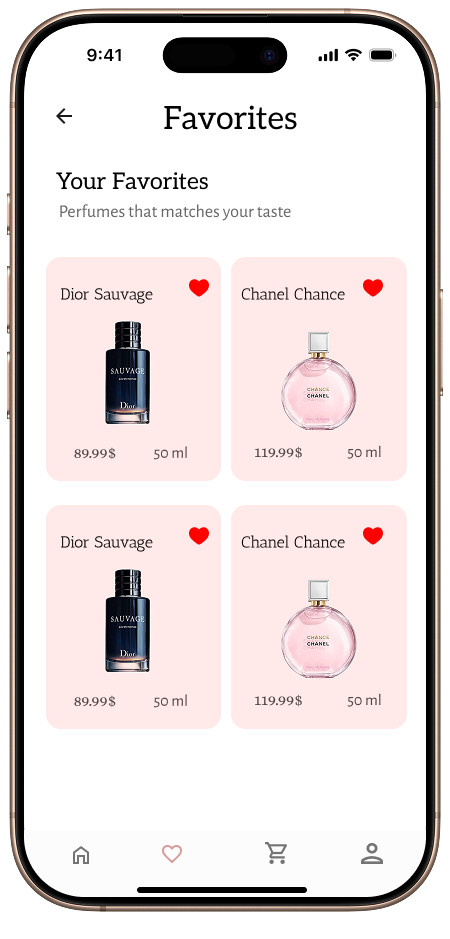 9:41
Favorites
Your Favorites
Perfumes that matches your taste
Dior Sauvage
Chanel Chance
SAUVAGE
Dior
CHANCE
CHANEL
89.99$ 50 ml
119.99$ 50 ml
Dior Sauvage
Chanel Chance
SAUVAGE
Dior
CHANCE
CHANEL
89.99$ 50 ml
119.99$ 50 ml